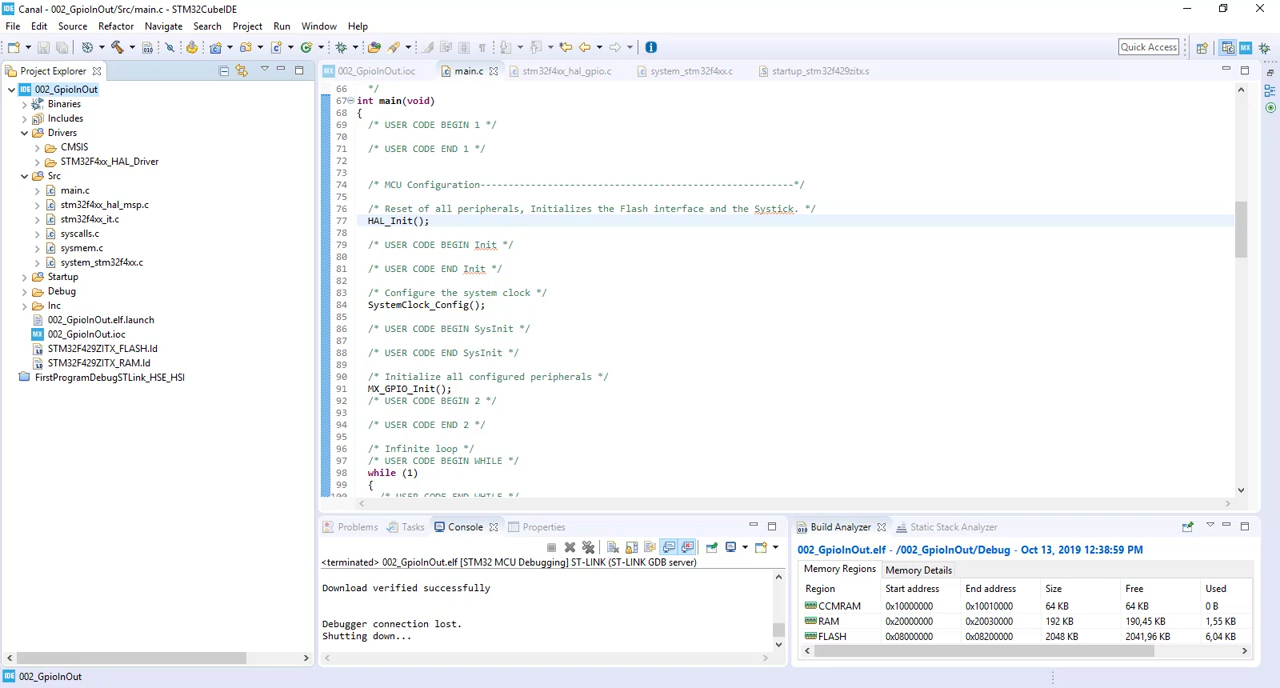 IDE Canal - 002_GpioInOut/Src/main.c - STM32CubeIDE
File Edit Source Refactor Navigate Search Project Run Window Help
Quick Access
Project Explorer
IDE 002_GpioInOut
Binaries
Includes
Drivers
CMSIS
STM32F4xx_HAL_Driver
Src
main.c
stm32f4xx_hal_msp.c
stm32f4xx_it.c
syscalls.c
sysmem.c
system_stm32f4xx.c
Startup
Debug
Inc
002_GpioInOut.elf.launch
MX 002_GpioInOut.ioc
STM32F429ZITX_FLASH.ld
STM32F429ZITX_RAM.ld
FirstProgramDebugSTLink_HSE_HSI
MX 002_GpioInOut.ioc main.c stm32f4xx_hal_gpio.c system_stm32f4xx.c startup_stm32f429zitx.s
66 */
67 int main(void)
68 {
69 /* USER CODE BEGIN 1 */
70
71 /* USER CODE END 1 */
72
73
74 /* MCU Configuration--------------------------------------------------------*/
75
76 /* Reset of all peripherals, Initializes the Flash interface and the Systick. */
77 HAL_Init();
78
79 /* USER CODE BEGIN Init */
80
81 /* USER CODE END Init */
82
83 /* Configure the system clock */
84 SystemClock_Config();
85
86 /* USER CODE BEGIN SysInit */
87
88 /* USER CODE END SysInit */
89
90 /* Initialize all configured peripherals */
91 MX_GPIO_Init();
92 /* USER CODE BEGIN 2 */
93
94 /* USER CODE END 2 */
95
96 /* Infinite loop */
97 /* USER CODE BEGIN WHILE */
98 while (1)
99 {
100 /* USER CODE END WHILE */
Problems Tasks Console Properties
<terminated> 002_GpioInOut.elf [STM32 MCU Debugging] ST-LINK (ST-LINK GDB server)
Download verified successfully
Debugger connection lost.
Shutting down...
Build Analyzer Static Stack Analyzer
002_GpioInOut.elf - /002_GpioInOut/Debug - Oct 13, 2019 12:38:59 PM
Memory Regions Memory Details
Region Start address End address Size Free Used
CCMRAM 0x10000000 0x10010000 64 KB 64 KB 0 B
RAM 0x20000000 0x20030000 192 KB 190,45 KB 1,55 KB
FLASH 0x08000000 0x08200000 2048 KB 2041,96 KB 6,04 KB
IDE 002_GpioInOut